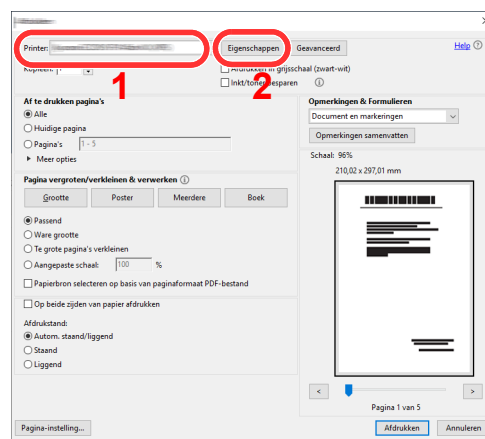 Printer:
Eigenschappen
Geavanceerd
Help
1
2
Afdrukken in grijsschaal (zwart-wit)
Inkt/toner besparen
Af te drukken pagina's
Alle
Huidige pagina
Pagina's 1 - 5
Meer opties
Pagina vergroten/verkleinen & verwerken
Grootte Poster Meerdere Boek
Passend
Ware grootte
Te grote pagina's verkleinen
Aangepaste schaal: 100 %
Papierbron selecteren op basis van paginaformaat PDF-bestand
Op beide zijden van papier afdrukken
Afdrukstand:
Autom. staand/liggend
Staand
Liggend
Opmerkingen & Formulieren
Document en markeringen
Opmerkingen samenvatten
Schaal: 96%
210,02 x 297,01 mm
< >
Pagina 1 van 5
Pagina-instelling...
Afdrukken Annuleren